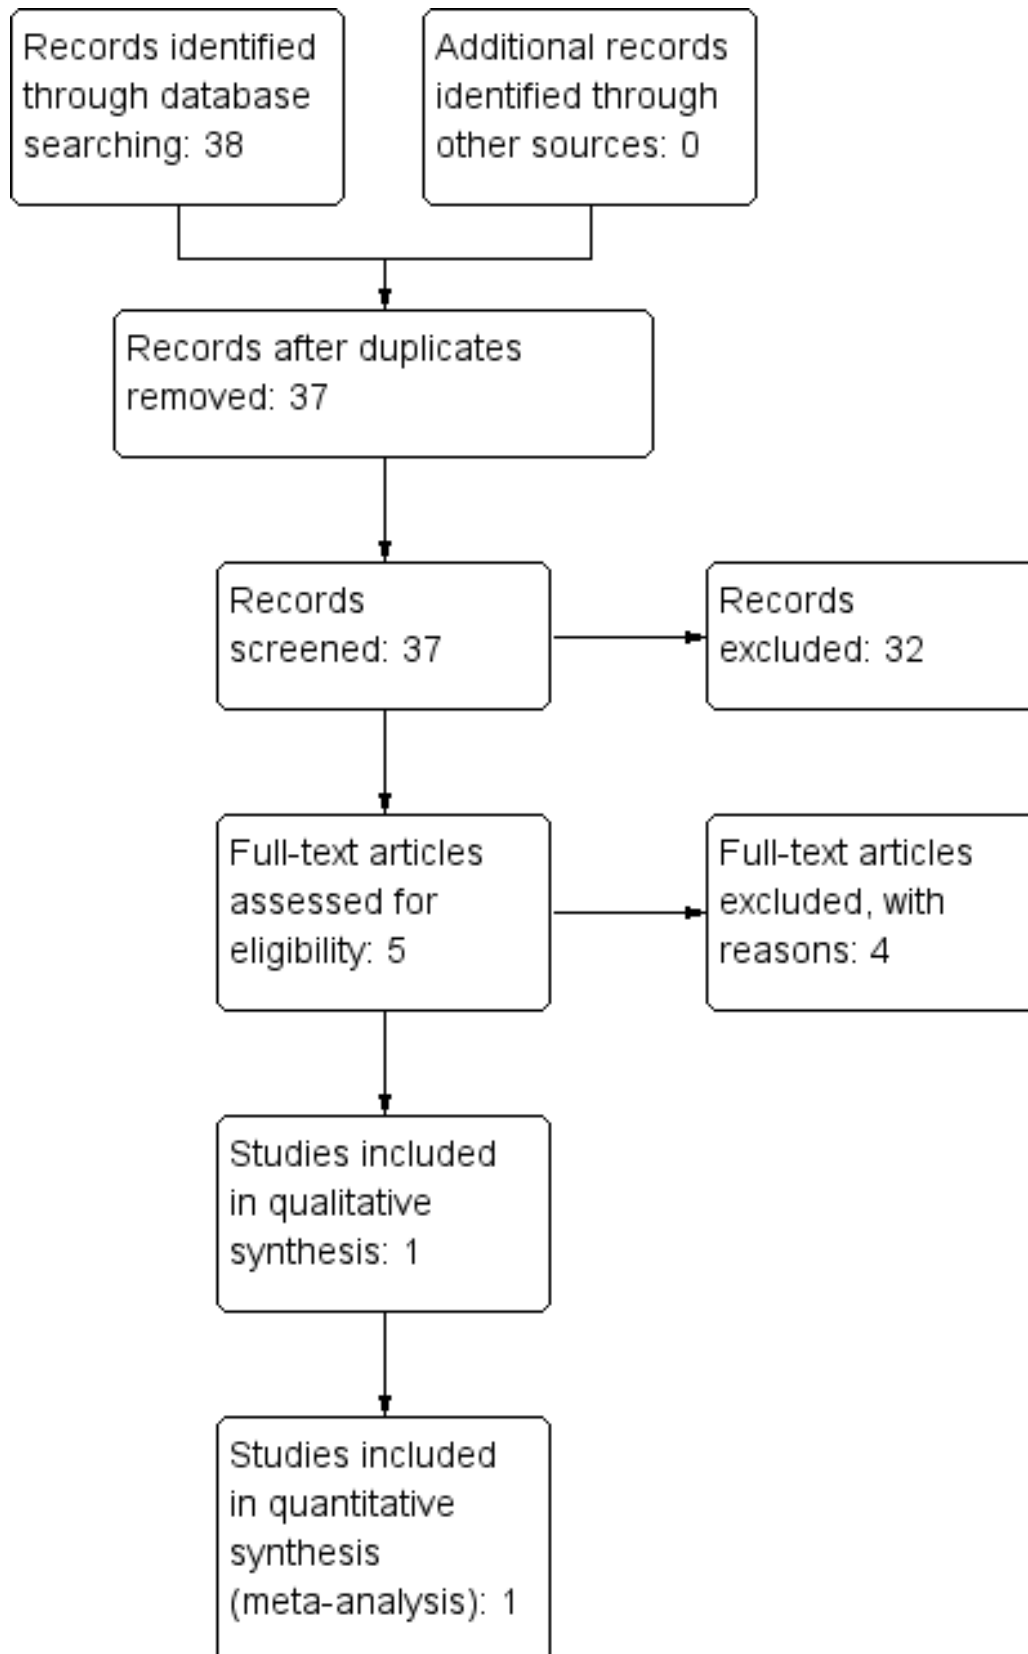 Records identified
through database
searching: 38
Additional records
identified through
other sources: 0
Records after duplicates
removed: 37
Records
screened: 37
Records
excluded: 32
Full-text articles
assessed for
eligibility: 5
Full-text articles
excluded, with
reasons: 4
Studies included
in qualitative
synthesis: 1
Studies included
in quantitative
synthesis
(meta-analysis): 1